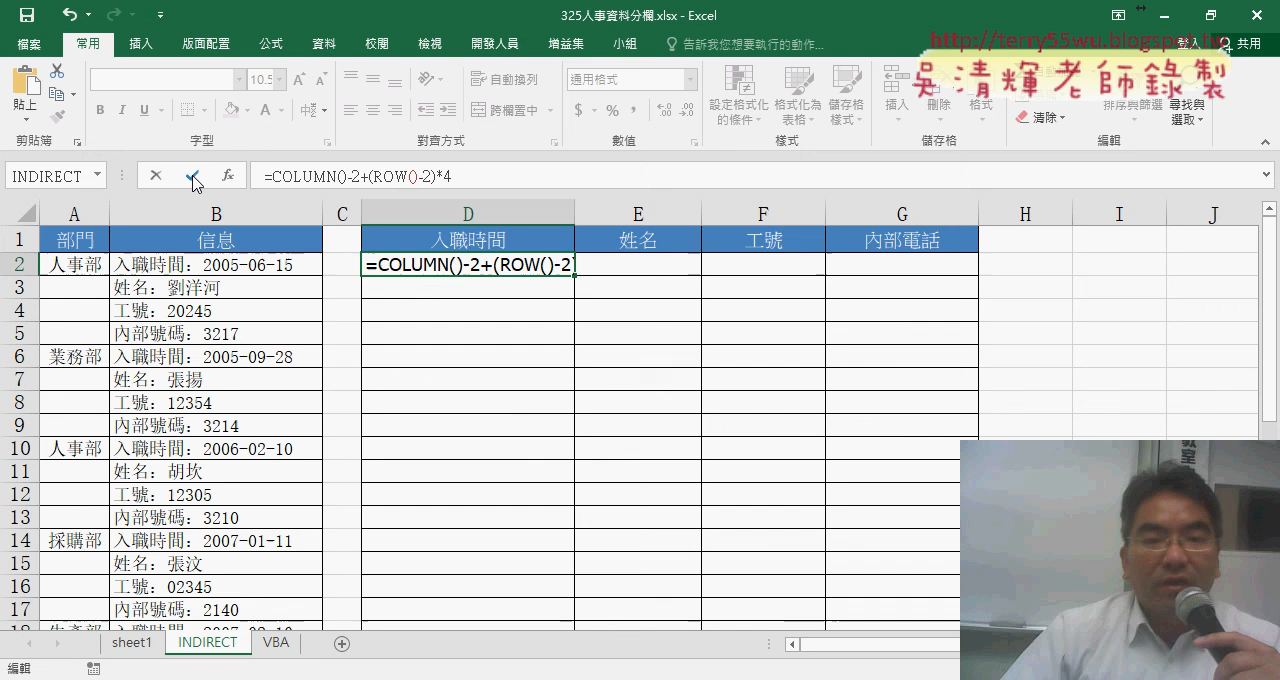 325人事資料分欄.xlsx - Excel
檔案 常用 插入 版面配置 公式 資料 校閱 檢視 開發人員 增益集 小組 告訴我您想要執行的動作... 登入 共用
http://terry55wu.blogspot.tw
吳清輝老師錄製
貼上 10.5 自動換列 通用格式 設定格式化的條件 格式化為表格 儲存格樣式 插入 刪除 格式 排序與篩選 尋找與選取
B I U 跨欄置中 $ % 清除
剪貼簿 字型 對齊方式 數值 樣式 儲存格 編輯
INDIRECT fx =COLUMN()-2+(ROW()-2)*4
A B C D E F G H I J
1 部門 信息 入職時間 姓名 工號 內部電話
2 人事部 入職時間：2005-06-15 =COLUMN()-2+(ROW()-2)
3 姓名：劉洋河
4 工號：20245
5 內部號碼：3217
6 業務部 入職時間：2005-09-28
7 姓名：張揚
8 工號：12354
9 內部號碼：3214
10 人事部 入職時間：2006-02-10
11 姓名：胡坎
12 工號：12305
13 內部號碼：3210
14 採購部 入職時間：2007-01-11
15 姓名：張汶
16 工號：02345
17 內部號碼：2140
sheet1 INDIRECT VBA
編輯